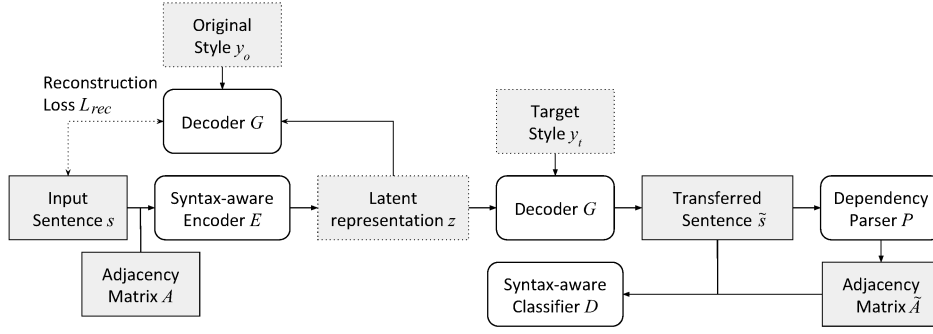 Original
Style y_o
Reconstruction
Loss L_rec
Decoder G
Target
Style y_t
Input
Sentence s
Syntax-aware
Encoder E
Latent
representation z
Decoder G
Transferred
Sentence s̃
Dependency
Parser P
Adjacency
Matrix A
Syntax-aware
Classifier D
Adjacency
Matrix Ã